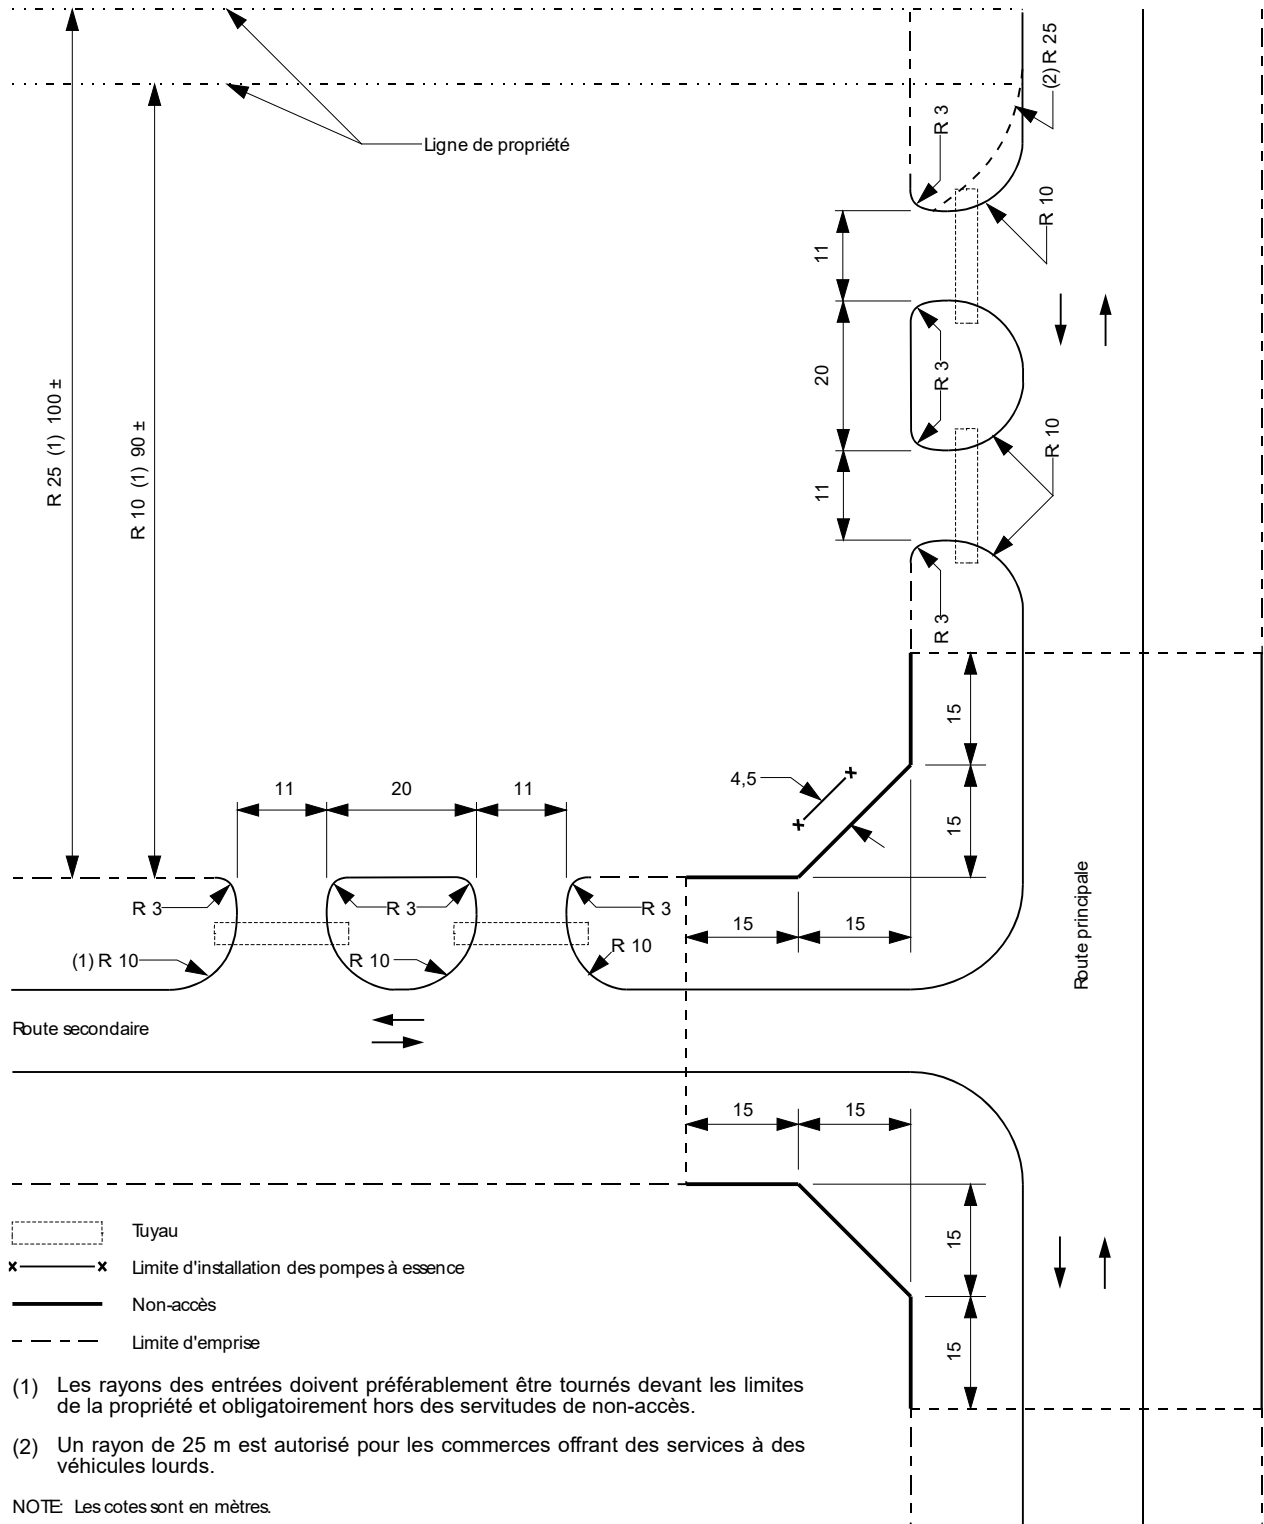 (2) R 25
R 3
Ligne de propriété
R 10
11
20
R 3
R 25 (1) 100 ±
R 10 (1) 90 ±
R 10
11
R 3
15
4,5
11
20
11
15
R 3
R 3
R 3
15
15
Route principale
(1) R 10
R 10
R 10
Route secondaire
15
15
15
15
Tuyau
Limite d'installation des pompes à essence
Non-accès
Limite d'emprise
(1) Les rayons des entrées doivent préférablement être tournés devant les limites
de la propriété et obligatoirement hors des servitudes de non-accès.
(2) Un rayon de 25 m est autorisé pour les commerces offrant des services à des
véhicules lourds.
NOTE: Les cotes sont en mètres.